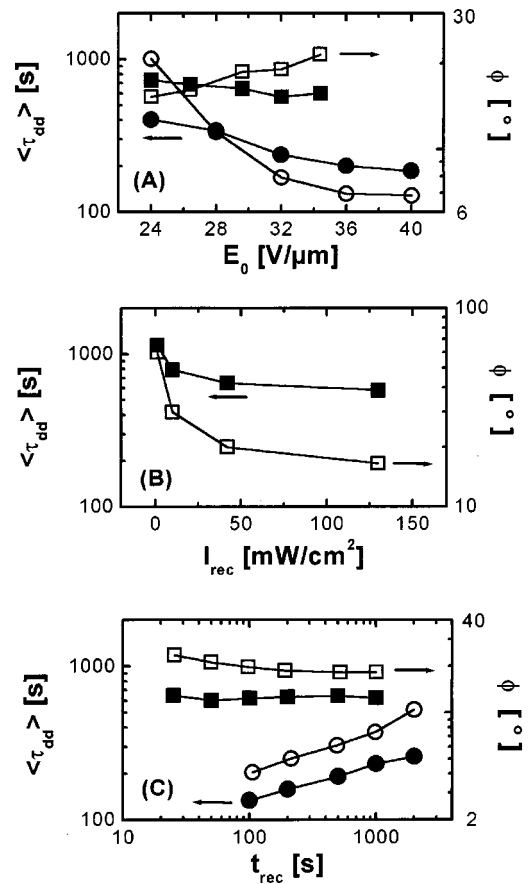 30
1000
<τdd> [s]
ϕ [°]
(A)
100
6
24 28 32 36 40
E0 [V/µm]
100
1000
<τdd> [s]
ϕ [°]
(B)
100
10
0 50 100 150
Irec [mW/cm²]
40
1000
<τdd> [s]
ϕ [°]
(C)
100
2
10 100 1000
trec [s]